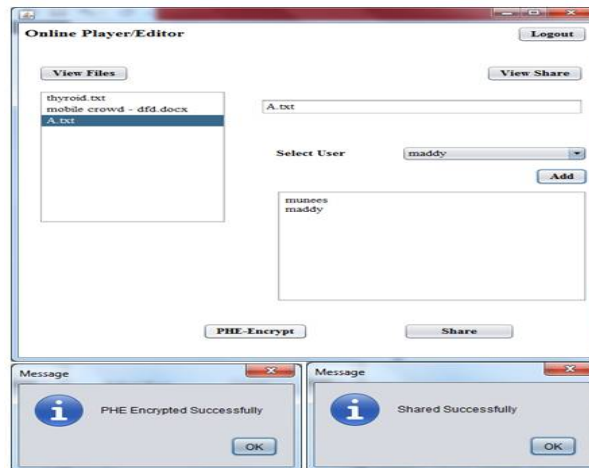 Online Player/Editor
Logout
View Files
View Share
thyroid.txt
mobile crowd - dfd.docx
A.txt
A.txt
Select User
maddy
Add
munees
maddy
PHE-Encrypt
Share
Message
PHE Encrypted Successfully
OK
Message
Shared Successfully
OK